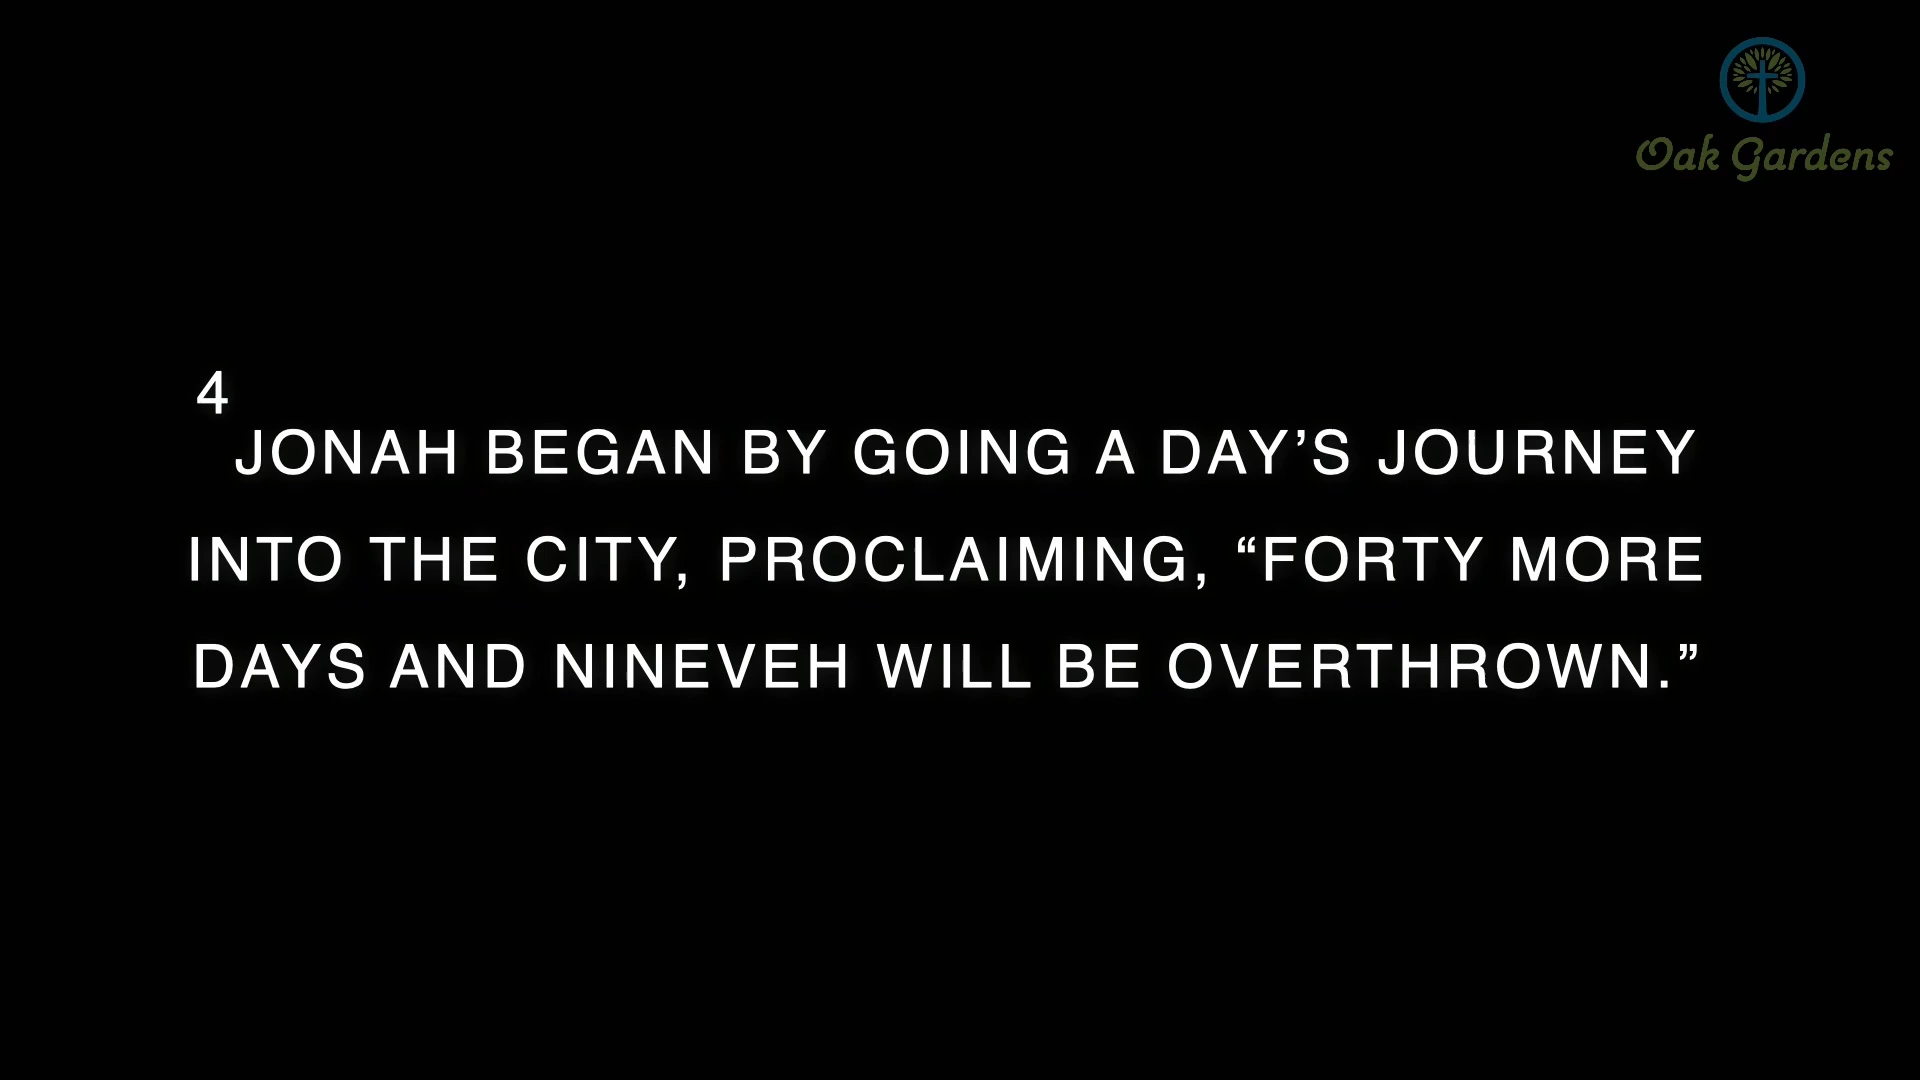 Oak Gardens
4
JONAH BEGAN BY GOING A DAY’S JOURNEY
INTO THE CITY, PROCLAIMING, “FORTY MORE
DAYS AND NINEVEH WILL BE OVERTHROWN.”